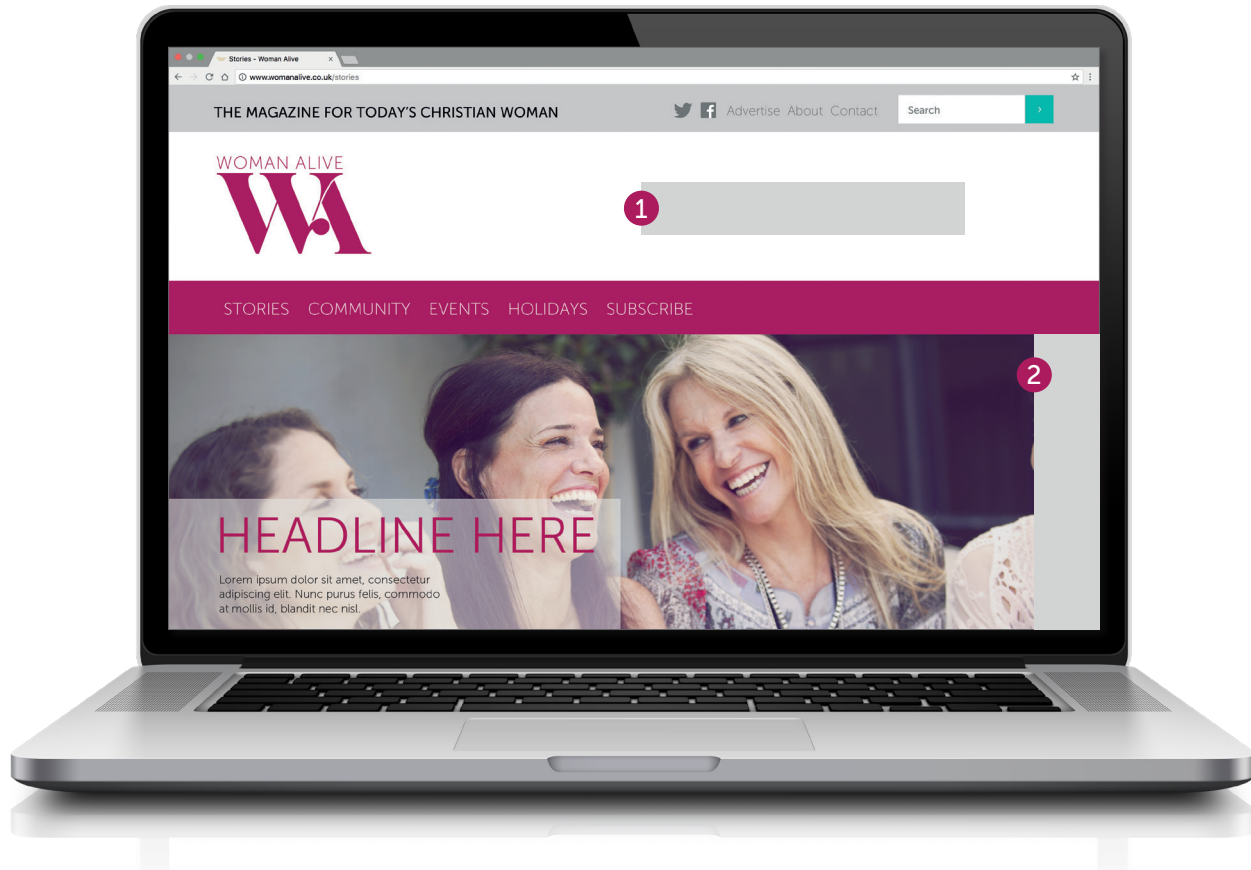 Stories - Woman Alive
www.womanalive.co.uk/stories
THE MAGAZINE FOR TODAY'S CHRISTIAN WOMAN
Advertise About Contact
Search
WOMAN ALIVE
WA
1
STORIES COMMUNITY EVENTS HOLIDAYS SUBSCRIBE
2
HEADLINE HERE
Lorem ipsum dolor sit amet, consectetur
adipiscing elit. Nunc purus felis, commodo
at mollis id, blandit nec nisl.